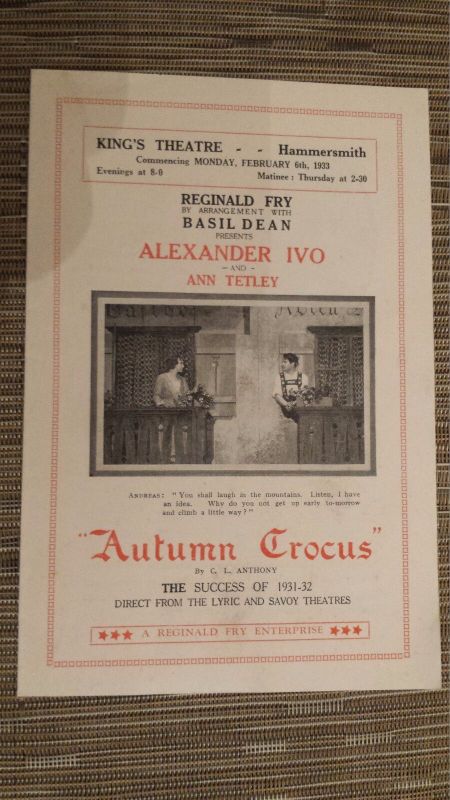 KING'S THEATRE - - Hammersmith
Commencing MONDAY, FEBRUARY 6th, 1933
Evenings at 8-0 Matinee: Thursday at 2-30
REGINALD FRY
BY ARRANGEMENT WITH
BASIL DEAN
PRESENTS
ALEXANDER IVO
- AND -
ANN TETLEY
ANDREAS: "You shall laugh in the mountains. Listen, I have
an idea. Why do you not get up early to-morrow
and climb a little way?"
"Autumn Crocus"
By C. L. ANTHONY
THE SUCCESS OF 1931-32
DIRECT FROM THE LYRIC AND SAVOY THEATRES
★★★ A REGINALD FRY ENTERPRISE ★★★